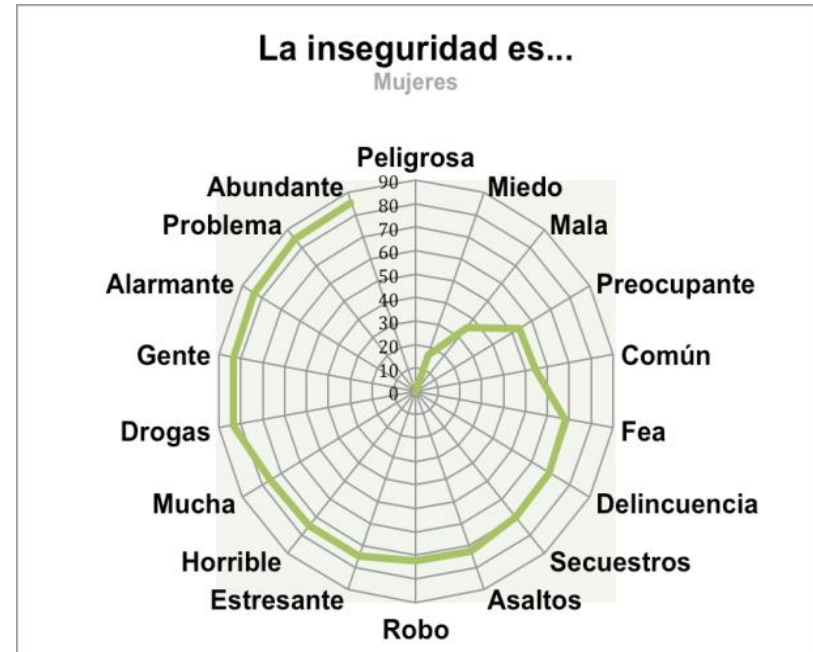 La inseguridad es...
Mujeres
Peligrosa
Miedo
Mala
Preocupante
Común
Fea
Delincuencia
Secuestros
Asaltos
Robo
Estresante
Horrible
Mucha
Drogas
Gente
Alarmante
Problema
Abundante
90
80
70
60
50
40
30
20
10
0